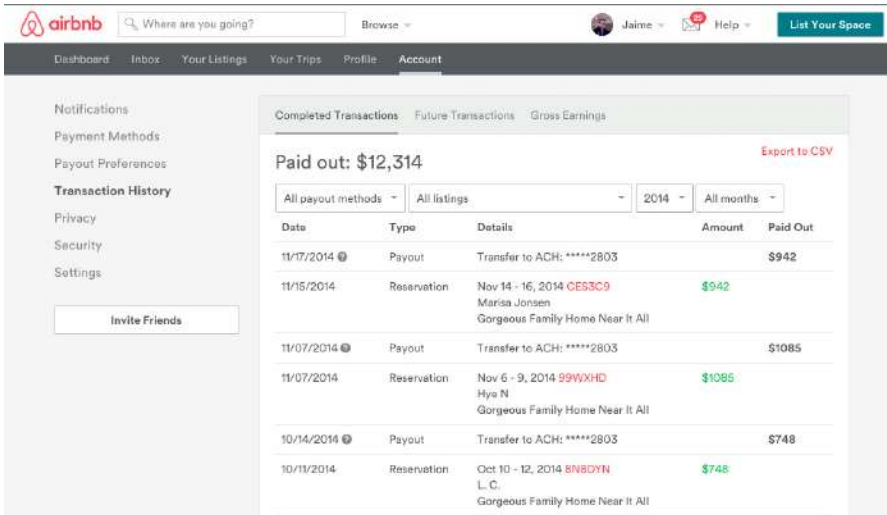 airbnb
Where are you going?
Browse
Jaime
25
Help
List Your Space
Dashboard Inbox Your Listings Your Trips Profile Account
Notifications
Payment Methods
Payout Preferences
Transaction History
Privacy
Security
Settings
Invite Friends
Completed Transactions Future Transactions Gross Earnings
Paid out: $12,314
Export to CSV
All payout methods All listings 2014 All months
Date Type Details Amount Paid Out
11/17/2014 Payout Transfer to ACH: *****2803 $942
11/15/2014 Reservation Nov 14 - 16, 2014 CES3C9 $942
Marisa Jonsen
Gorgeous Family Home Near It All
11/07/2014 Payout Transfer to ACH: *****2803 $1085
11/07/2014 Reservation Nov 6 - 9, 2014 99WXHD $1085
Hye N
Gorgeous Family Home Near It All
10/14/2014 Payout Transfer to ACH: *****2803 $748
10/11/2014 Reservation Oct 10 - 12, 2014 8N8DYN $748
L. C.
Gorgeous Family Home Near It All